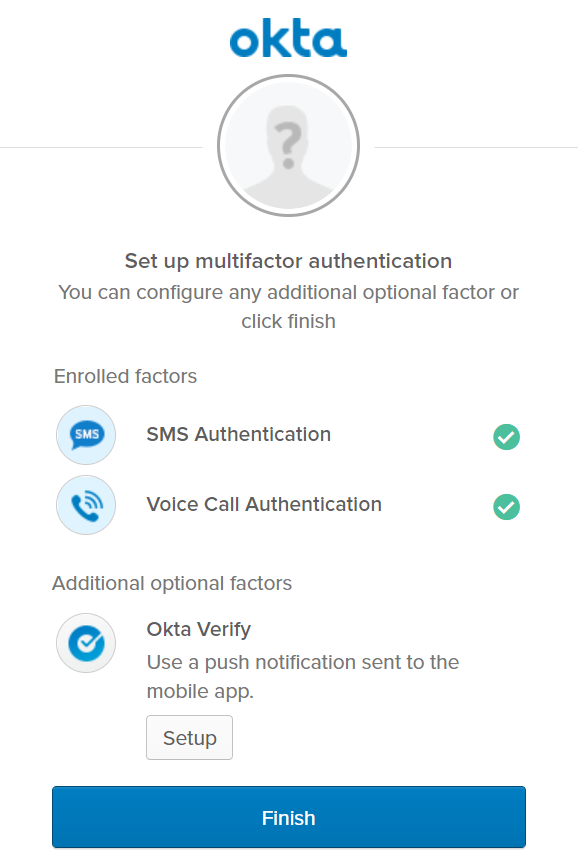 okta
?
Set up multifactor authentication
You can configure any additional optional factor or
click finish
Enrolled factors
SMS
SMS Authentication
Voice Call Authentication
Additional optional factors
Okta Verify
Use a push notification sent to the
mobile app.
Setup
Finish